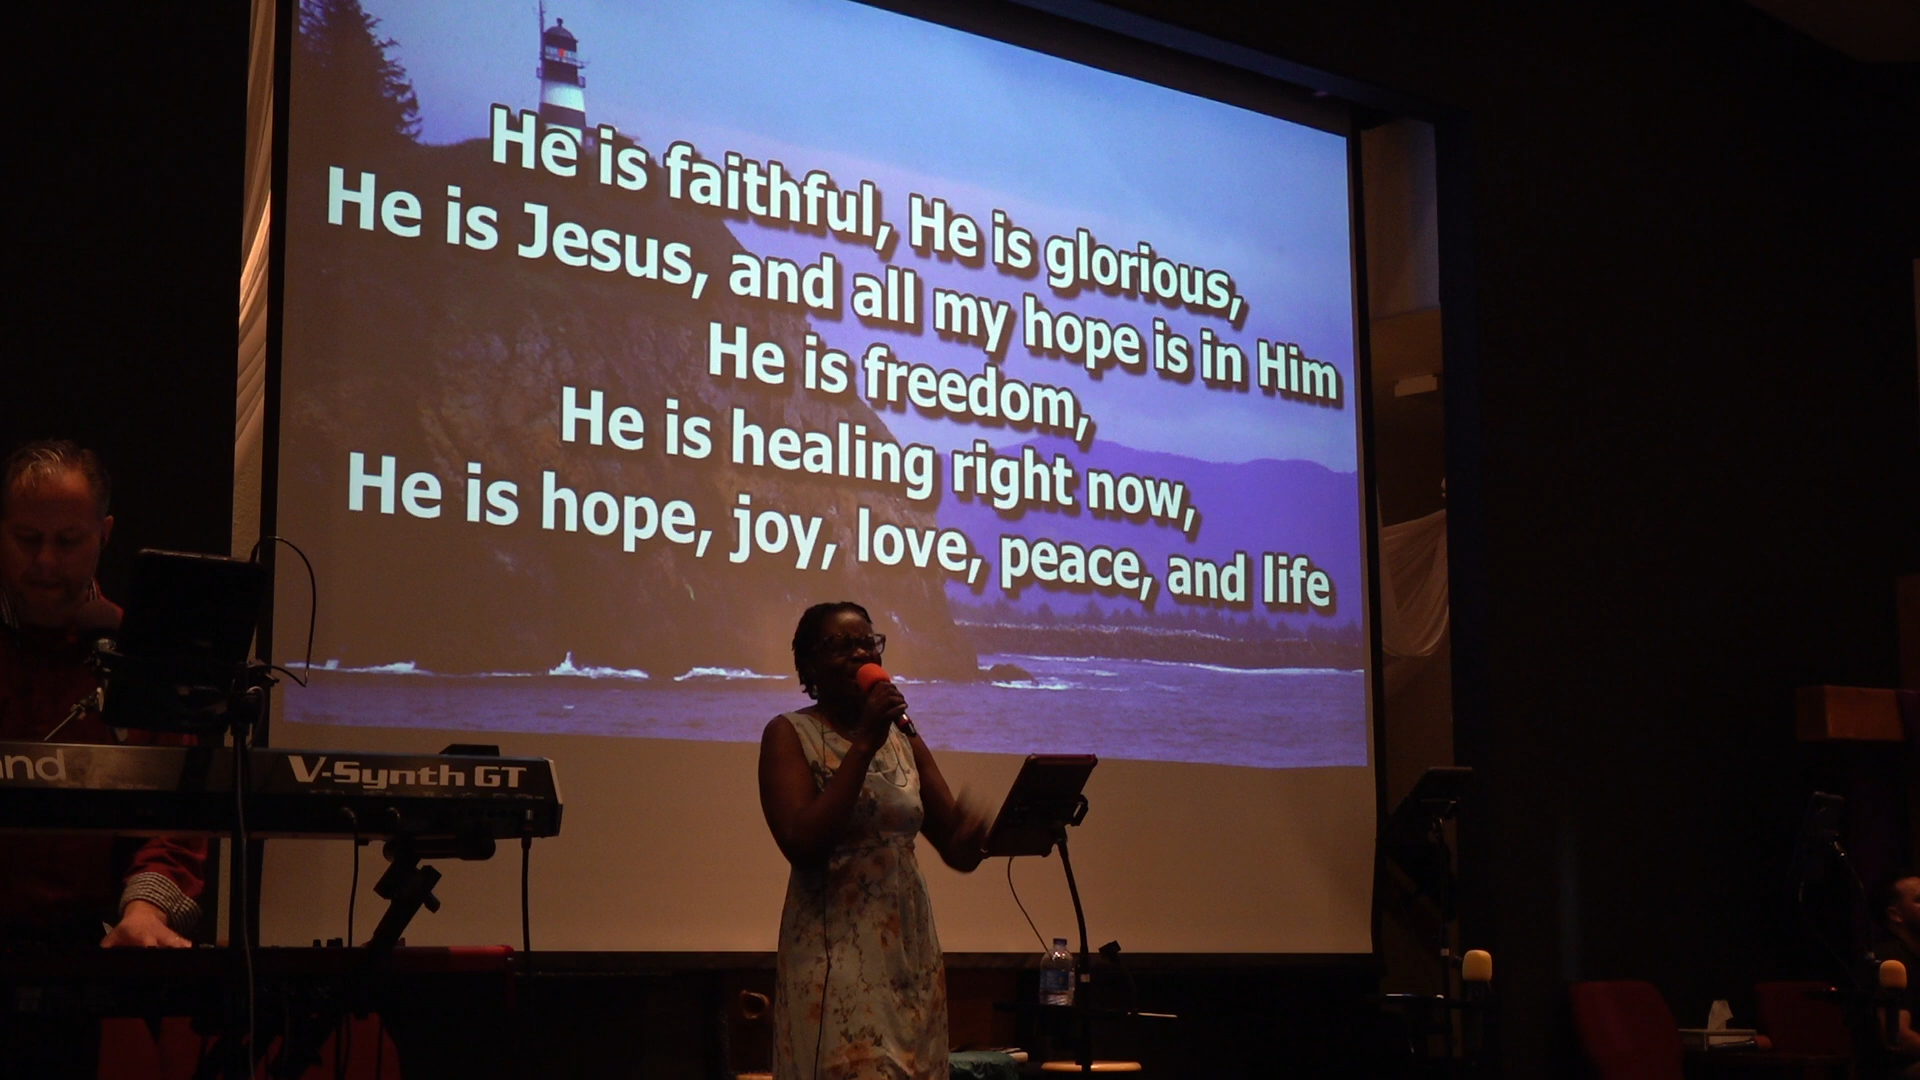 He is faithful, He is glorious,
He is Jesus, and all my hope is in Him
He is freedom,
He is healing right now,
He is hope, joy, love, peace, and life
nd V-Synth GT